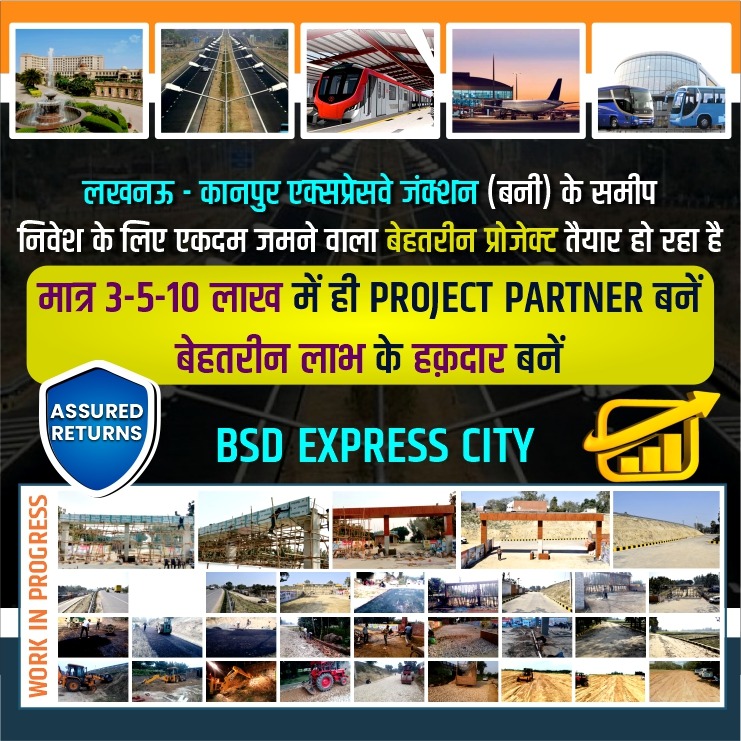 लखनऊ - कानपुर एक्सप्रेसवे जंक्शन (बनी) के समीप
निवेश के लिए एकदम जमने वाला बेहतरीन प्रोजेक्ट तैयार हो रहा है
मात्र 3-5-10 लाख में ही PROJECT PARTNER बनें
बेहतरीन लाभ के हक़दार बनें
ASSURED
RETURNS
BSD EXPRESS CITY
WORK IN PROGRESS